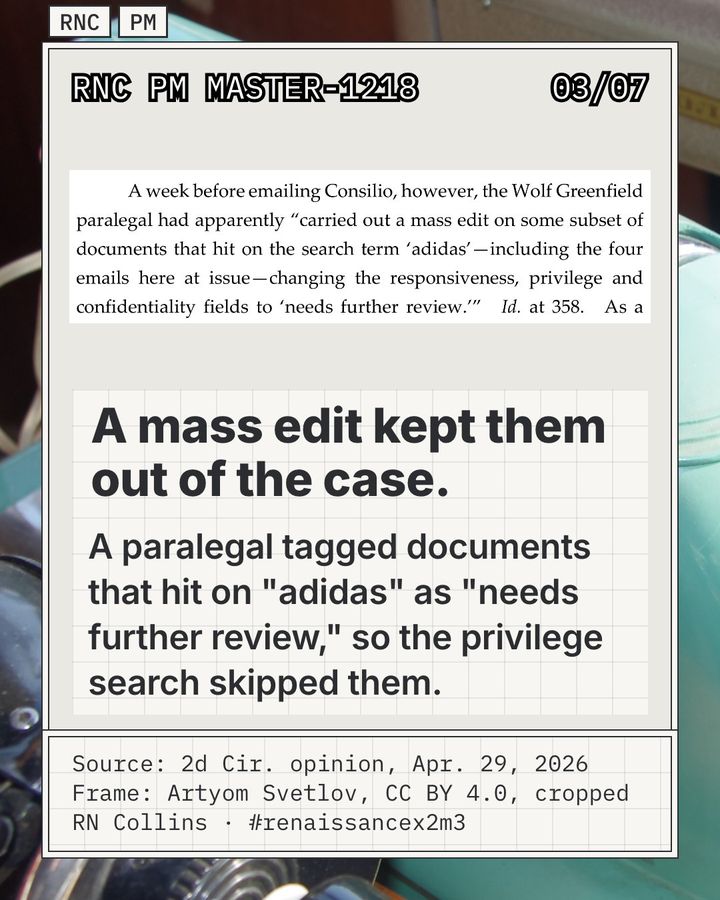 RNC PM
RNC PM MASTER-1218 03/07
A week before emailing Consilio, however, the Wolf Greenfield
paralegal had apparently “carried out a mass edit on some subset of
documents that hit on the search term ‘adidas’—including the four
emails here at issue—changing the responsiveness, privilege and
confidentiality fields to ‘needs further review.’” Id. at 358. As a
A mass edit kept them
out of the case.
A paralegal tagged documents
that hit on "adidas" as "needs
further review," so the privilege
search skipped them.
Source: 2d Cir. opinion, Apr. 29, 2026
Frame: Artyom Svetlov, CC BY 4.0, cropped
RN Collins · #renaissancex2m3